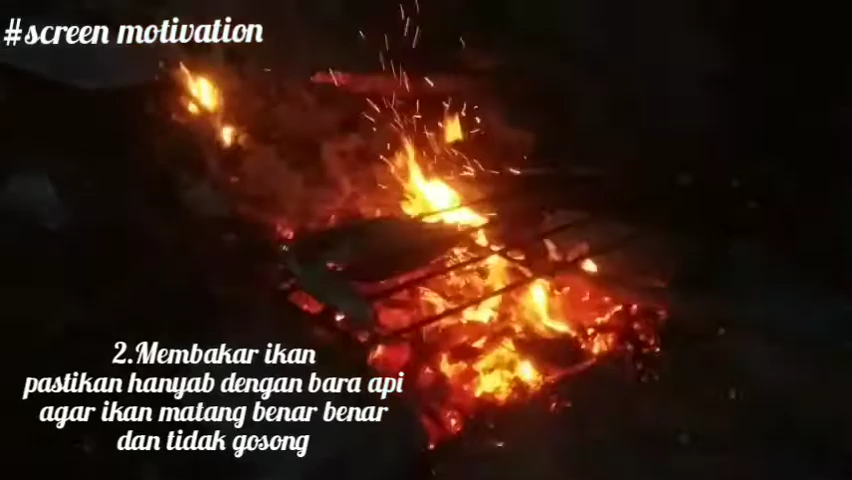 #screen motivation
2.Membakar ikan
pastikan hanyab dengan bara api
agar ikan matang benar benar
dan tidak gosong